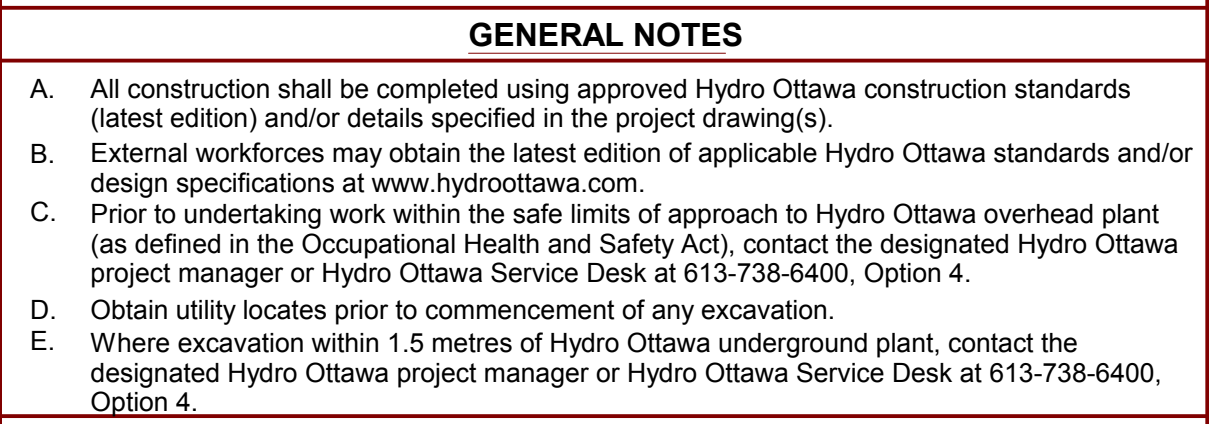 GENERAL NOTES
A. All construction shall be completed using approved Hydro Ottawa construction standards
(latest edition) and/or details specified in the project drawing(s).
B. External workforces may obtain the latest edition of applicable Hydro Ottawa standards and/or
design specifications at www.hydroottawa.com.
C. Prior to undertaking work within the safe limits of approach to Hydro Ottawa overhead plant
(as defined in the Occupational Health and Safety Act), contact the designated Hydro Ottawa
project manager or Hydro Ottawa Service Desk at 613-738-6400, Option 4.
D. Obtain utility locates prior to commencement of any excavation.
E. Where excavation within 1.5 metres of Hydro Ottawa underground plant, contact the
designated Hydro Ottawa project manager or Hydro Ottawa Service Desk at 613-738-6400,
Option 4.